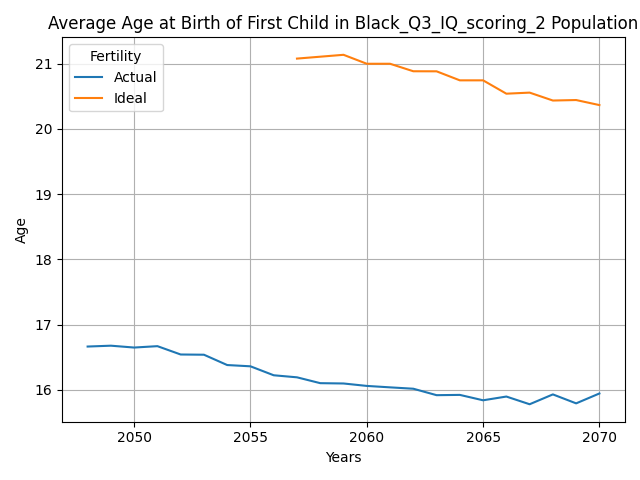 Average Age at Birth of First Child in Black_Q3_IQ_scoring_2 Population
Fertility
Actual
Ideal
21
20
19
18
17
16
Age
2050 2055 2060 2065 2070
Years